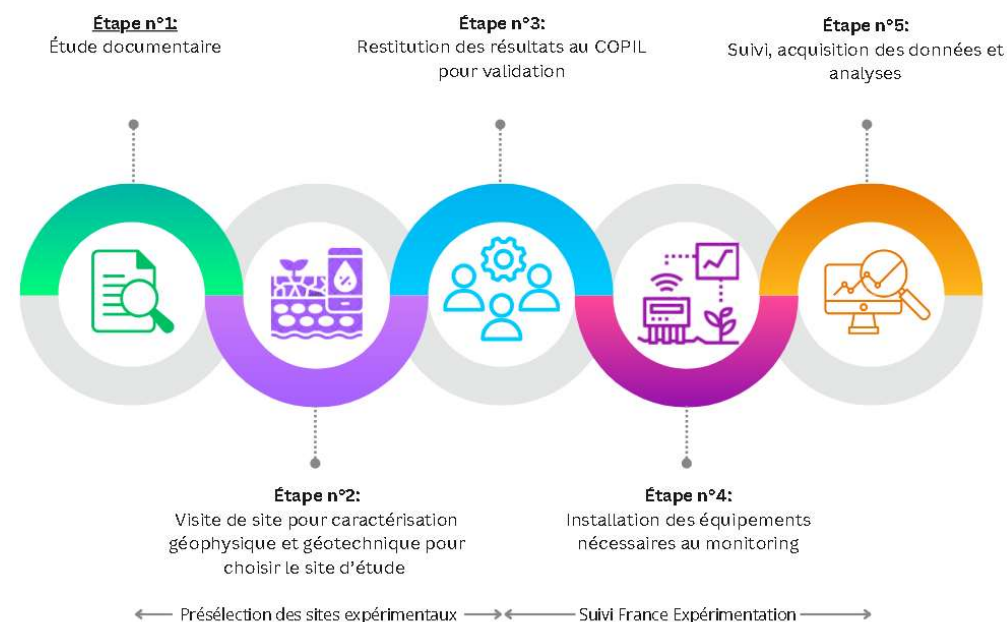 Étape n°1:
Étude documentaire
Étape n°3:
Restitution des résultats au COPIL
pour validation
Étape n°5:
Suivi, acquisition des données et
analyses
Étape n°2:
Visite de site pour caractérisation
géophysique et géotechnique pour
choisir le site d'étude
Étape n°4:
Installation des équipements
nécessaires au monitoring
Présélection des sites expérimentaux
Suivi France Expérimentation